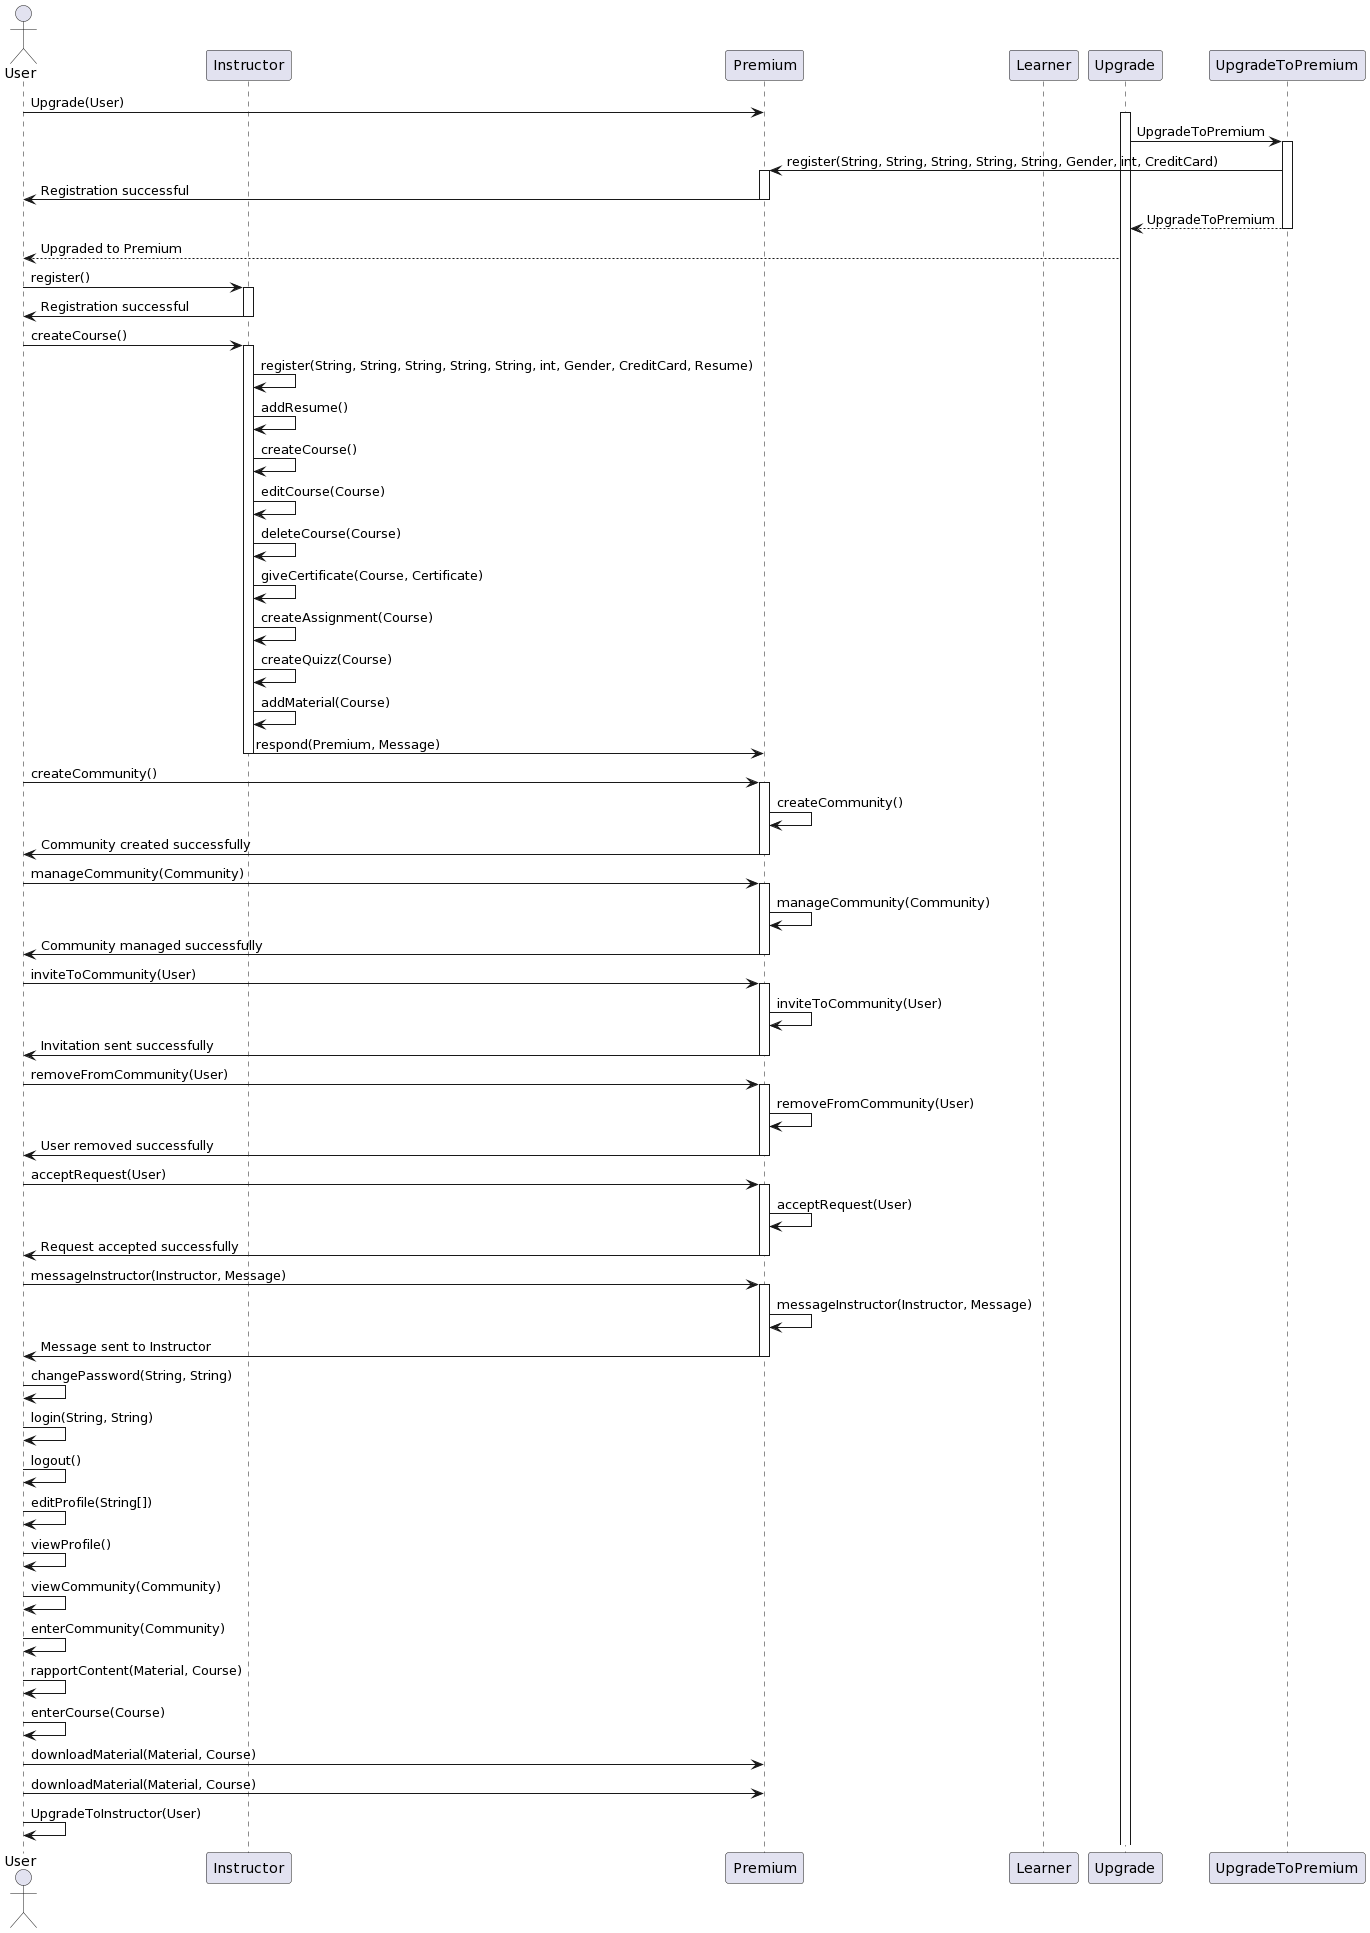 User
Instructor
Premium
Learner
Upgrade
UpgradeToPremium
Upgrade(User)
UpgradeToPremium
register(String, String, String, String, String, Gender, int, CreditCard)
Registration successful
UpgradeToPremium
Upgraded to Premium
register()
Registration successful
createCourse()
register(String, String, String, String, String, int, Gender, CreditCard, Resume)
addResume()
createCourse()
editCourse(Course)
deleteCourse(Course)
giveCertificate(Course, Certificate)
createAssignment(Course)
createQuizz(Course)
addMaterial(Course)
respond(Premium, Message)
createCommunity()
createCommunity()
Community created successfully
manageCommunity(Community)
manageCommunity(Community)
Community managed successfully
inviteToCommunity(User)
inviteToCommunity(User)
Invitation sent successfully
removeFromCommunity(User)
removeFromCommunity(User)
User removed successfully
acceptRequest(User)
acceptRequest(User)
Request accepted successfully
messageInstructor(Instructor, Message)
messageInstructor(Instructor, Message)
Message sent to Instructor
changePassword(String, String)
login(String, String)
logout()
editProfile(String[])
viewProfile()
viewCommunity(Community)
enterCommunity(Community)
rapportContent(Material, Course)
enterCourse(Course)
downloadMaterial(Material, Course)
downloadMaterial(Material, Course)
UpgradeToInstructor(User)
User
Instructor
Premium
Learner
Upgrade
UpgradeToPremium